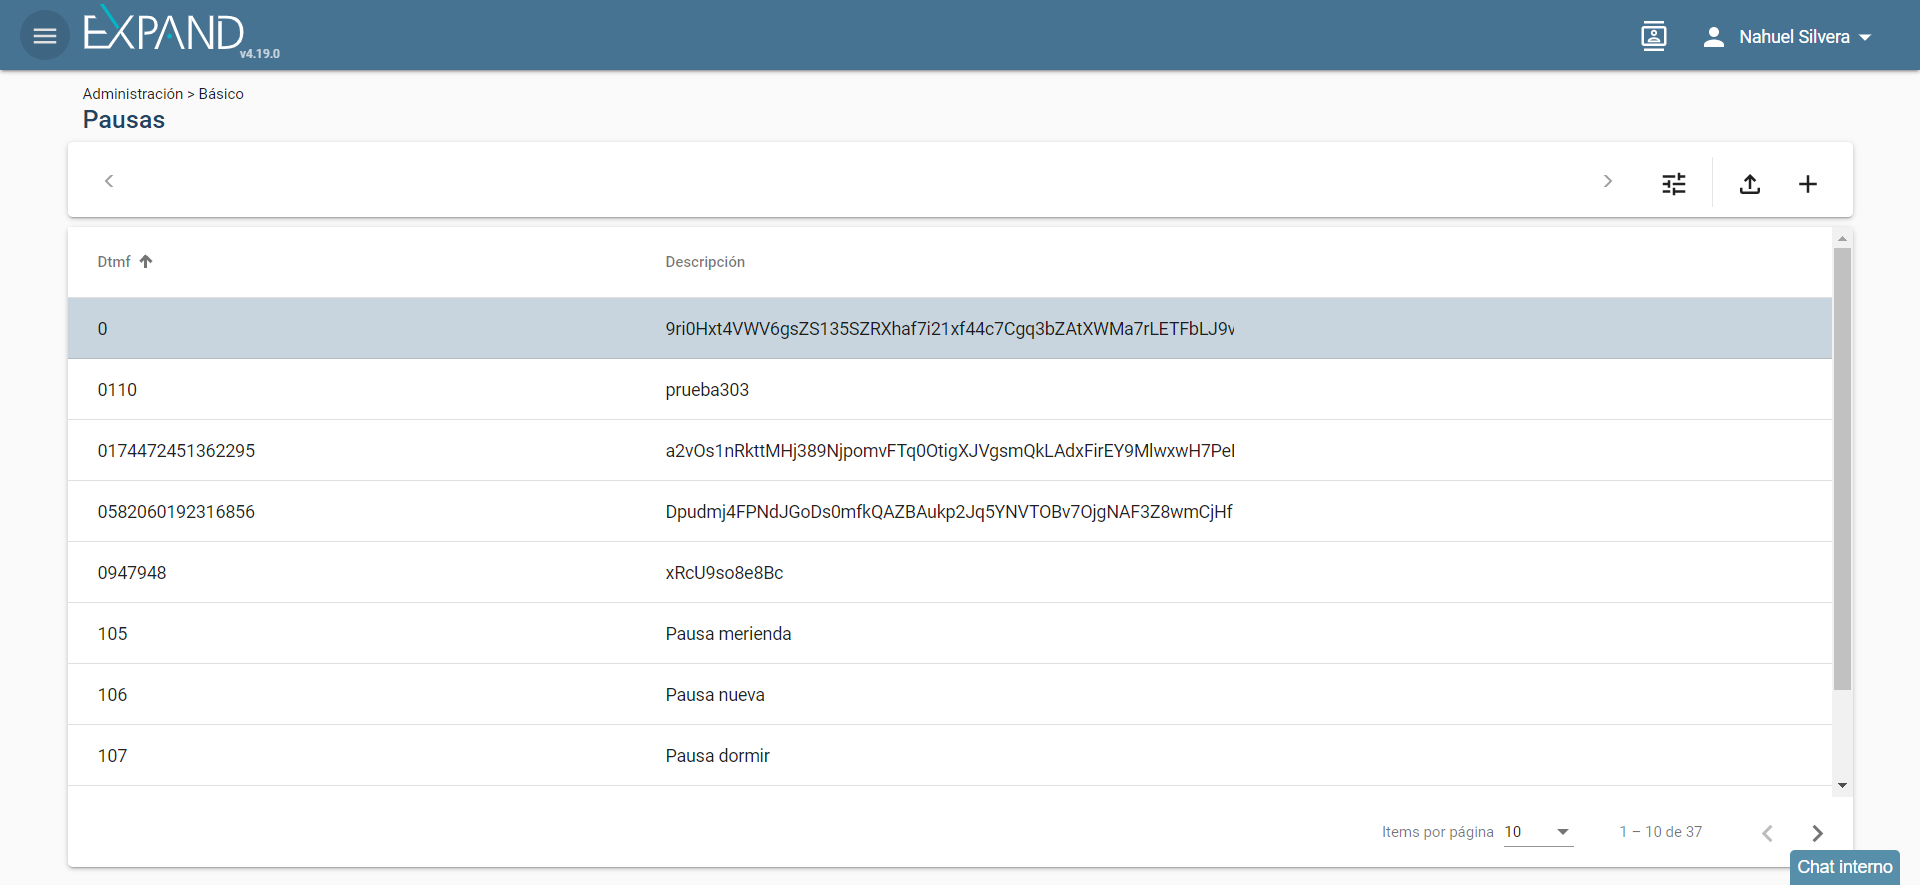 EXPAND v4.19.0
Nahuel Silvera
Administración > Básico
Pausas
Dtmf Descripción
0 9ri0Hxt4VWV6gsZS135SZRXhaf7i21xf44c7Cgq3bZAtXWMa7rLETFbLJ9v
0110 prueba303
0174472451362295 a2vOs1nRkttMHj389NjpomvFTq0OtigXJVgsmQkLAdxFirEY9MlwxwH7Pel
0582060192316856 Dpudmj4FPNdJGoDs0mfkQAZBAukp2Jq5YNVTOBv7OjgNAF3Z8wmCjHf
0947948 xRcU9so8e8Bc
105 Pausa merienda
106 Pausa nueva
107 Pausa dormir
Items por página 10 1 – 10 de 37
Chat interno